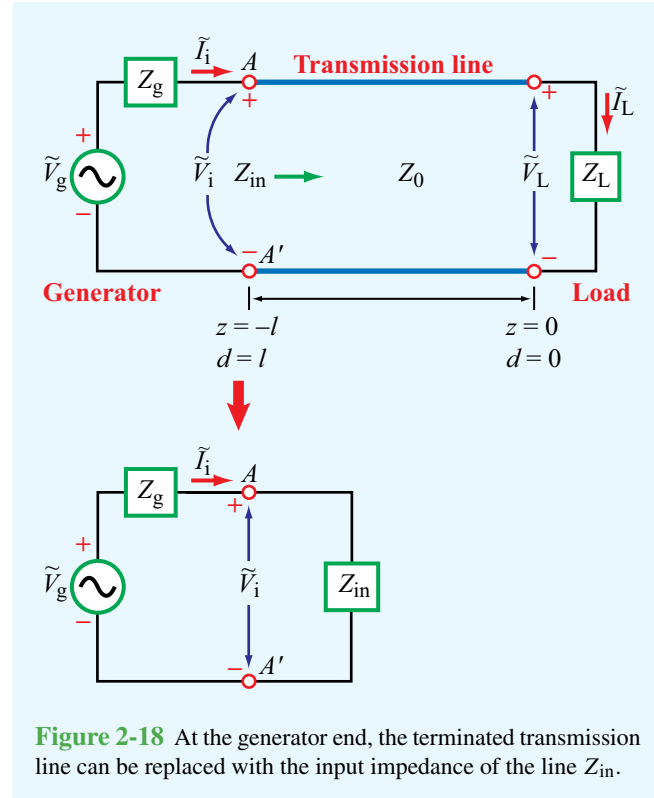 Ĩi A Transmission line
Zg + + ĨL
+
Ṽg Ṽi Zin Z0 ṼL ZL
−
− A′ −
Generator Load
z = –l z = 0
d = l d = 0
Ĩi A
Zg +
+
Ṽg Ṽi Zin
−
− A′
Figure 2-18 At the generator end, the terminated transmission
line can be replaced with the input impedance of the line Zin.